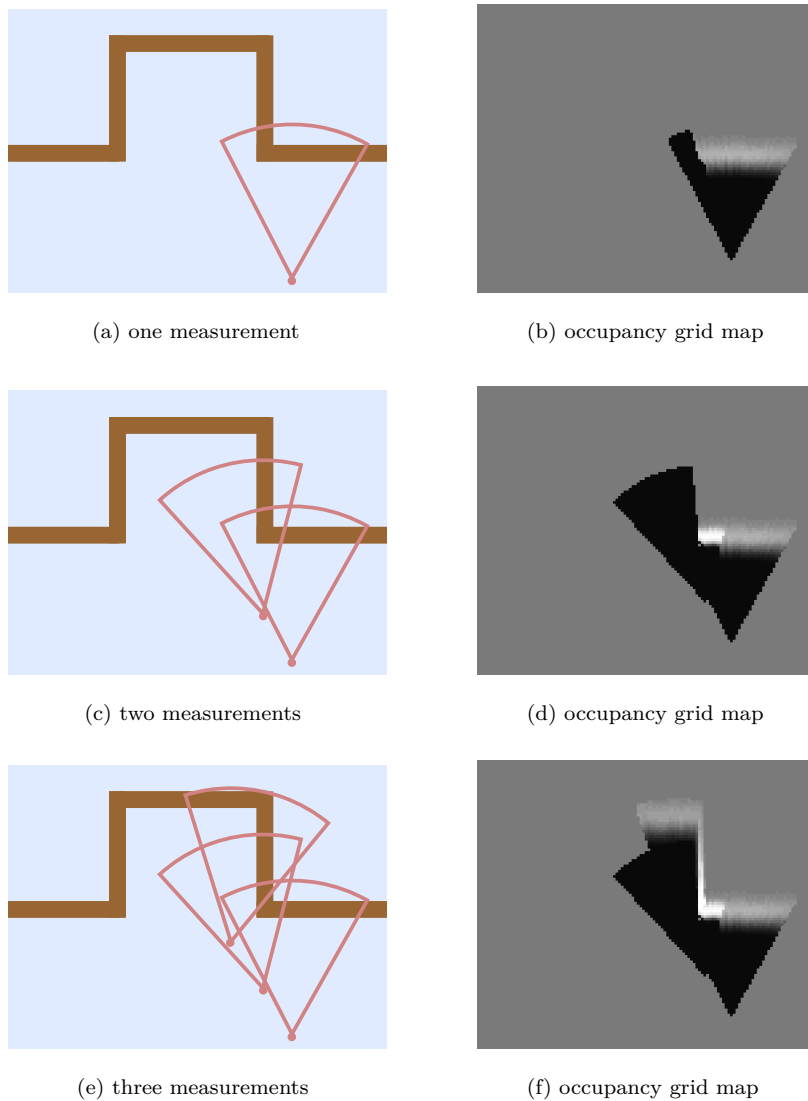 (a) one measurement
(b) occupancy grid map
(c) two measurements
(d) occupancy grid map
(e) three measurements
(f) occupancy grid map